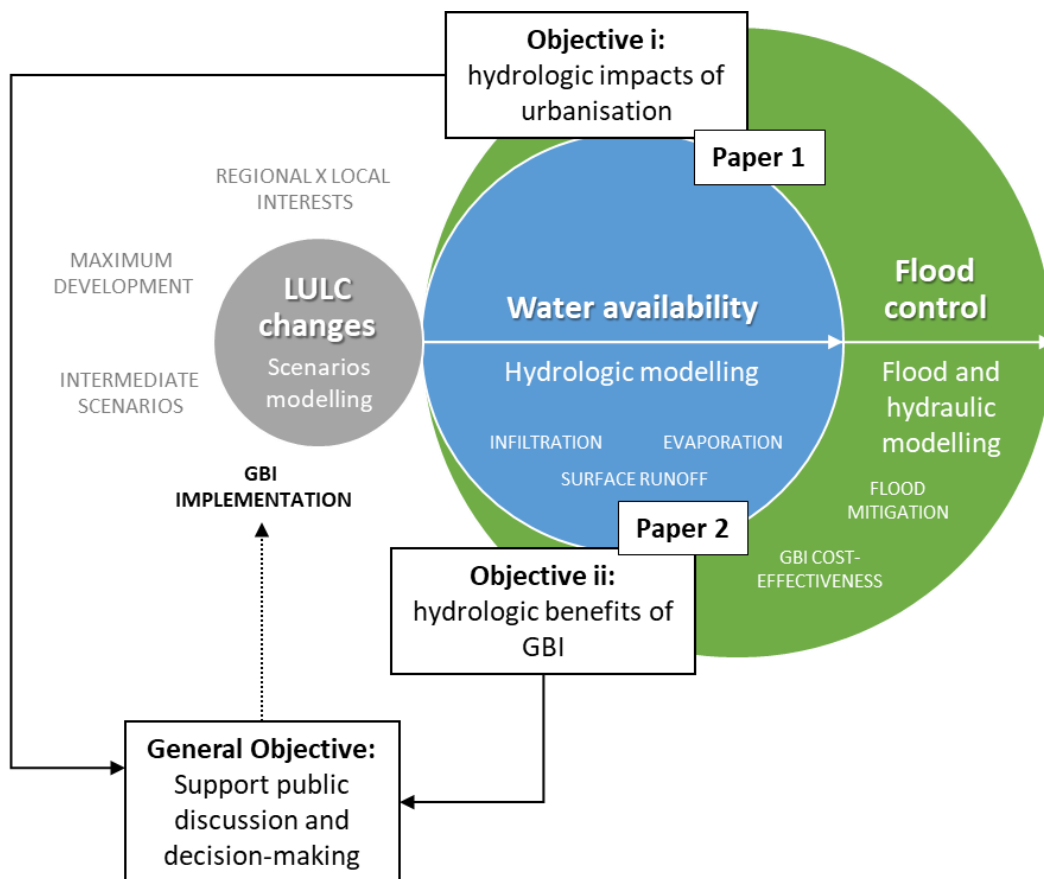 Objective i:
hydrologic impacts of
urbanisation
Paper 1
REGIONAL X LOCAL
INTERESTS
MAXIMUM
DEVELOPMENT
INTERMEDIATE
SCENARIOS
LULC
changes
Scenarios
modelling
GBI
IMPLEMENTATION
Water availability
Hydrologic modelling
INFILTRATION
EVAPORATION
SURFACE RUNOFF
Flood
control
Flood and
hydraulic
modelling
FLOOD
MITIGATION
GBI COST-
EFFECTIVENESS
Paper 2
Objective ii:
hydrologic benefits of
GBI
General Objective:
Support public
discussion and
decision-making